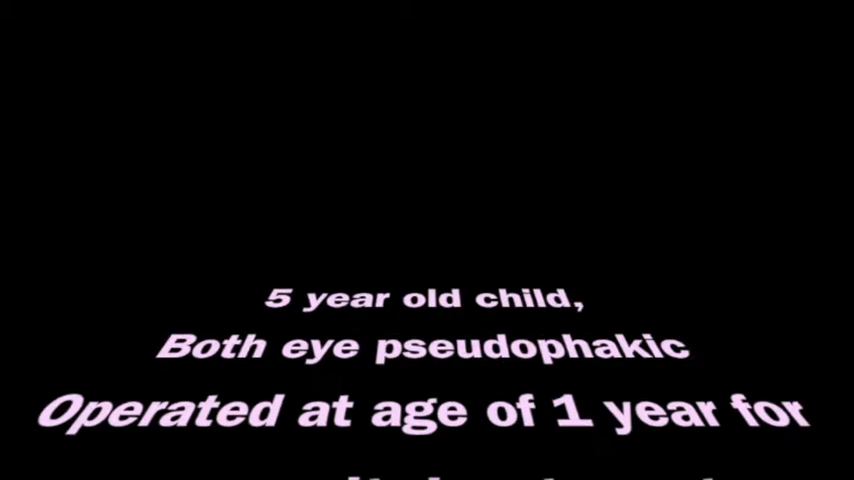 5 year old child,
Both eye pseudophakic
Operated at age of 1 year for